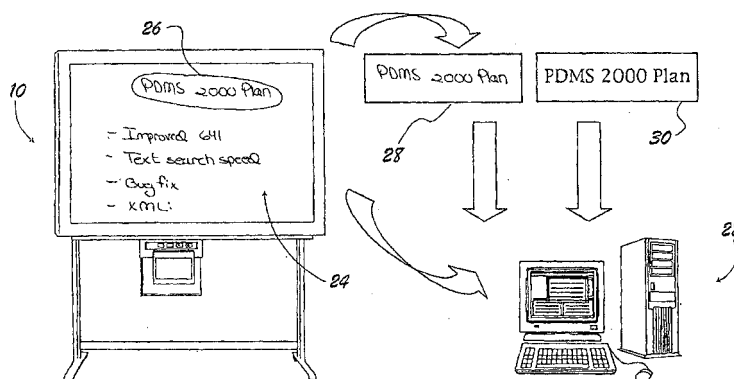 26
PDMS 2000 Plan
10
- Improved GUI
- Text search speed
- Bug fix
- XML:
24
PDMS 2000 Plan
28
PDMS 2000 Plan
30